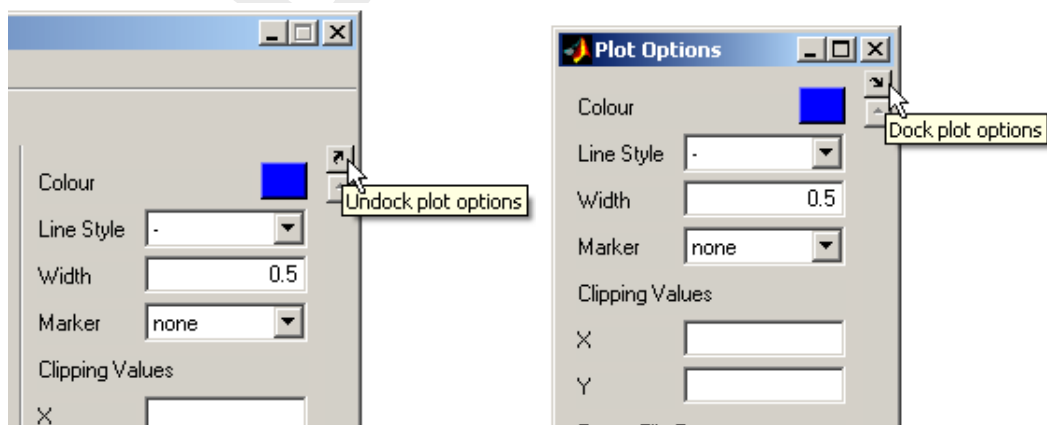 Colour
Undock plot options
Line Style -
Width 0.5
Marker none
Clipping Values
X
Plot Options
Colour
Dock plot options
Line Style -
Width 0.5
Marker none
Clipping Values
X
Y